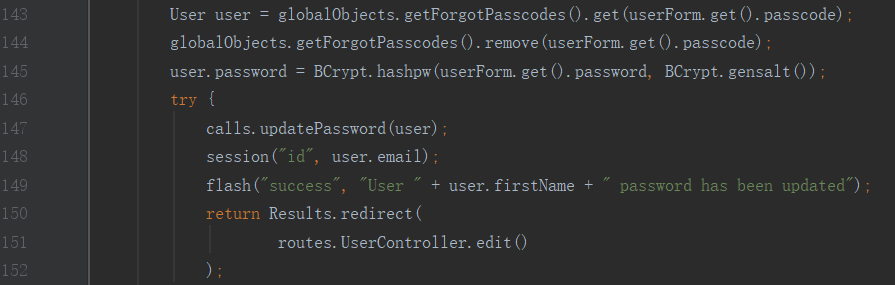 143 User user = globalObjects.getForgotPasscodes().get(userForm.get().passcode);
144 globalObjects.getForgotPasscodes().remove(userForm.get().passcode);
145 user.password = BCrypt.hashpw(userForm.get().password, BCrypt.gensalt());
146 try {
147 calls.updatePassword(user);
148 session("id", user.email);
149 flash("success", "User " + user.firstName + " password has been updated");
150 return Results.redirect(
151 routes.UserController.edit()
152 );